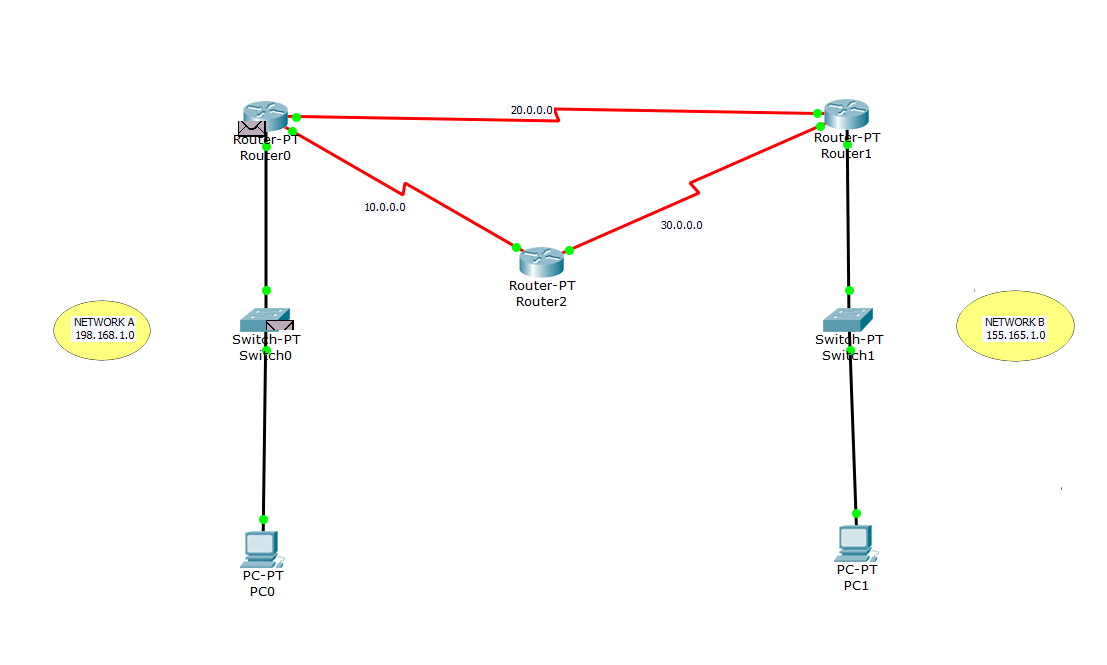 20.0.0.0
Router-PT
Router0
Router-PT
Router1
10.0.0.0
30.0.0.0
Router-PT
Router2
NETWORK A
198.168.1.0
Switch-PT
Switch0
Switch-PT
Switch1
NETWORK B
155.165.1.0
PC-PT
PC0
PC-PT
PC1